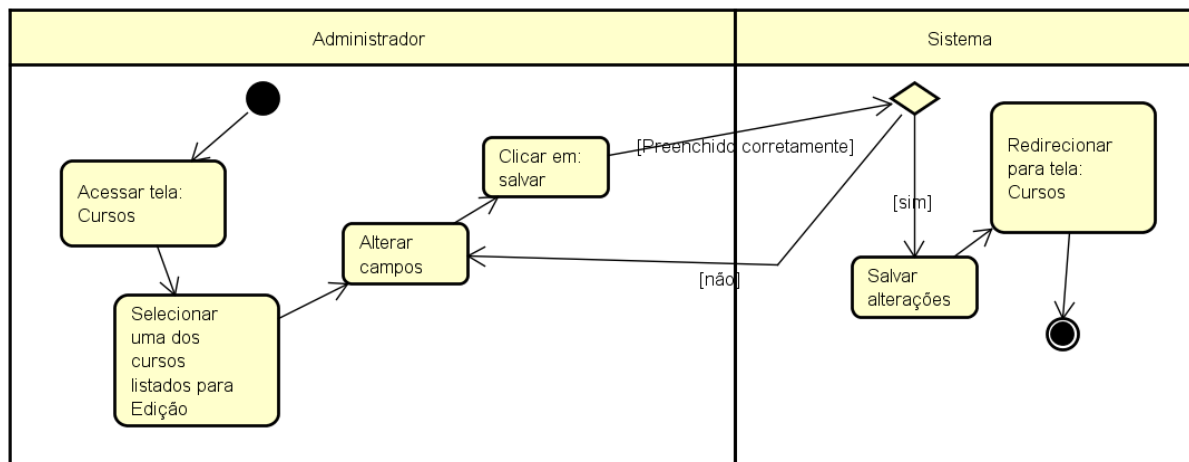 Administrador
Sistema
Acessar tela:
Cursos
Selecionar
uma dos
cursos
listados para
Edição
Alterar
campos
Clicar em:
salvar
[Preenchido corretamente]
[não]
[sim]
Salvar
alterações
Redirecionar
para tela:
Cursos